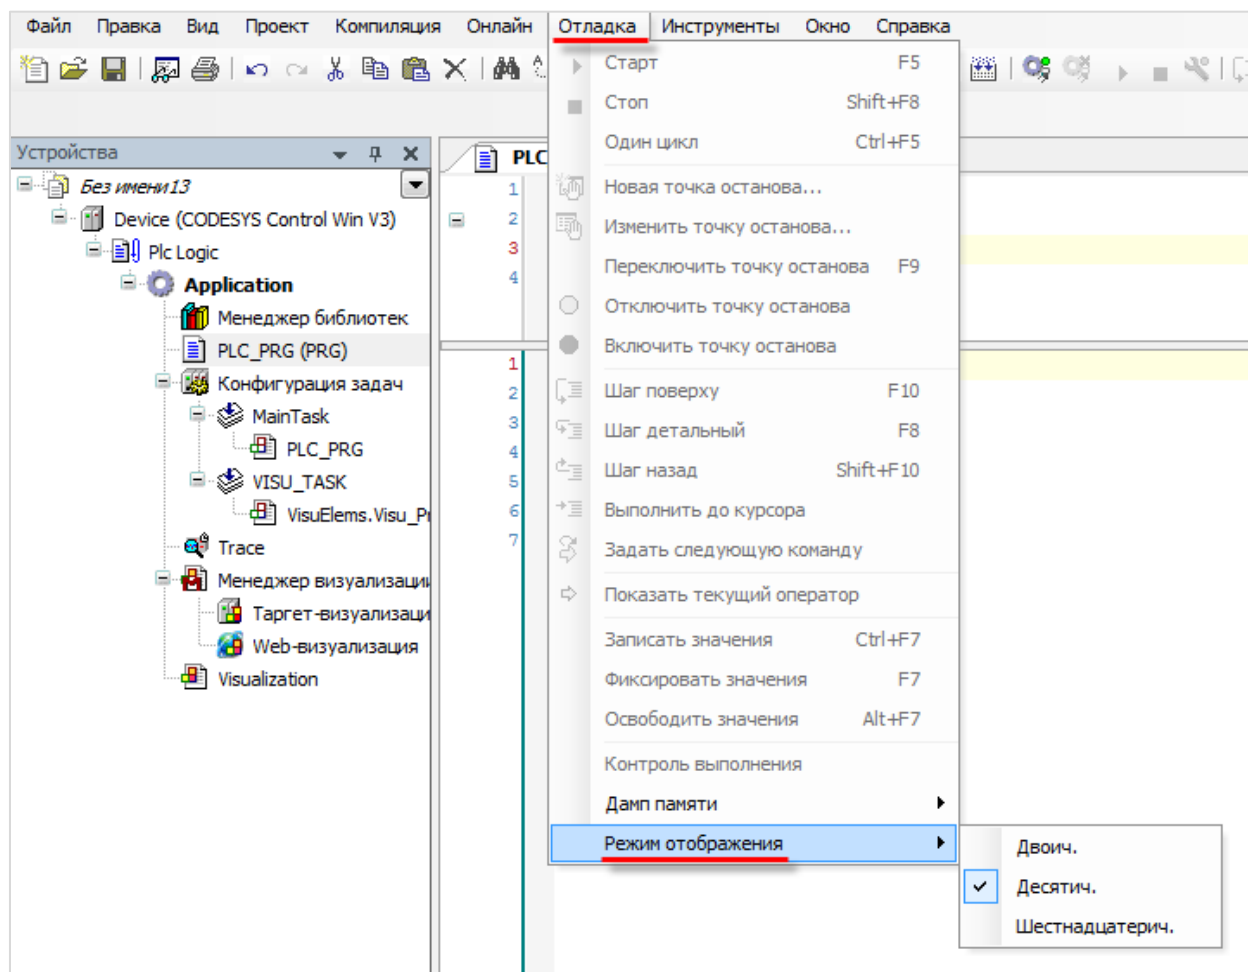 Файл Правка Вид Проект Компиляция Онлайн Отладка Инструменты Окно Справка
Устройства
Без имени13
Device (CODESYS Control Win V3)
Plc Logic
Application
Менеджер библиотек
PLC_PRG (PRG)
Конфигурация задач
MainTask
PLC_PRG
VISU_TASK
VisuElems.Visu_Pr
Trace
Менеджер визуализации
Таргет-визуализаци
Web-визуализация
Visualization
PLC
1
2
3
4
1
2
3
4
5
6
7
Старт F5
Стоп Shift+F8
Один цикл Ctrl+F5
Новая точка останова...
Изменить точку останова...
Переключить точку останова F9
Отключить точку останова
Включить точку останова
Шаг поверху F10
Шаг детальный F8
Шаг назад Shift+F10
Выполнить до курсора
Задать следующую команду
Показать текущий оператор
Записать значения Ctrl+F7
Фиксировать значения F7
Освободить значения Alt+F7
Контроль выполнения
Дамп памяти
Режим отображения
Двоич.
Десятич.
Шестнадцатерич.